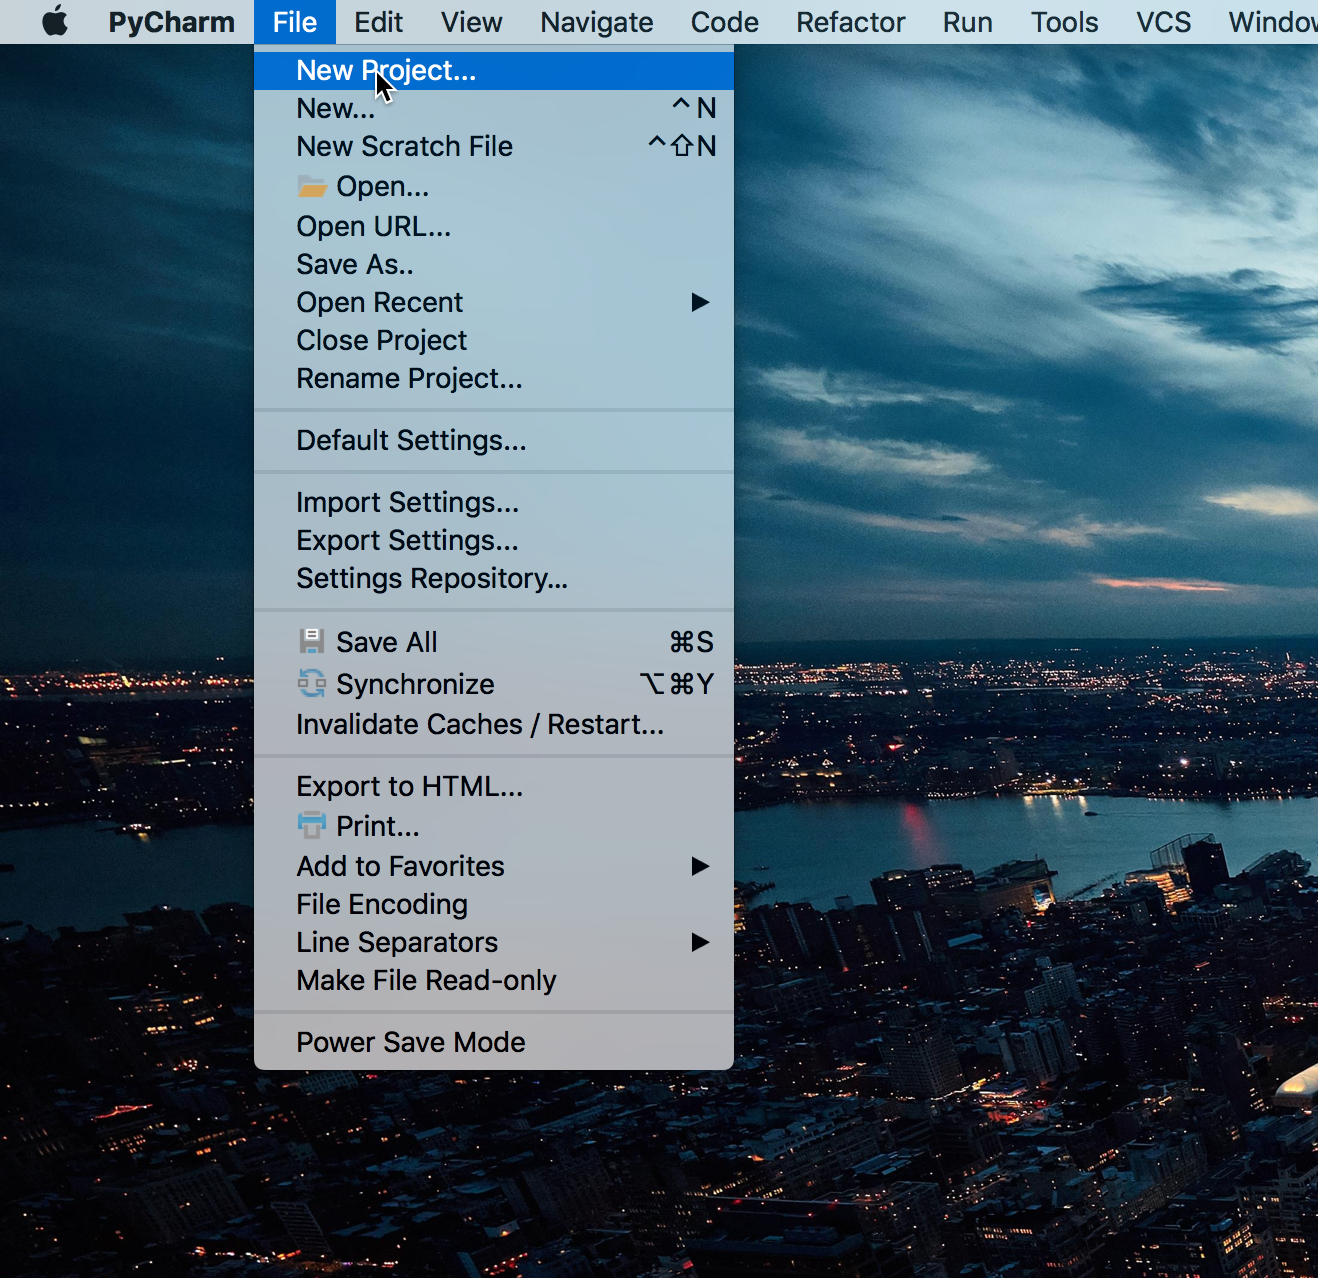 PyCharm File Edit View Navigate Code Refactor Run Tools VCS Window
New Project...
New... ^ N
New Scratch File ^⇧N
Open...
Open URL...
Save As..
Open Recent ▶
Close Project
Rename Project...
Default Settings...
Import Settings...
Export Settings...
Settings Repository...
Save All ⌘S
Synchronize ⌥⌘Y
Invalidate Caches / Restart...
Export to HTML...
Print...
Add to Favorites ▶
File Encoding
Line Separators ▶
Make File Read-only
Power Save Mode